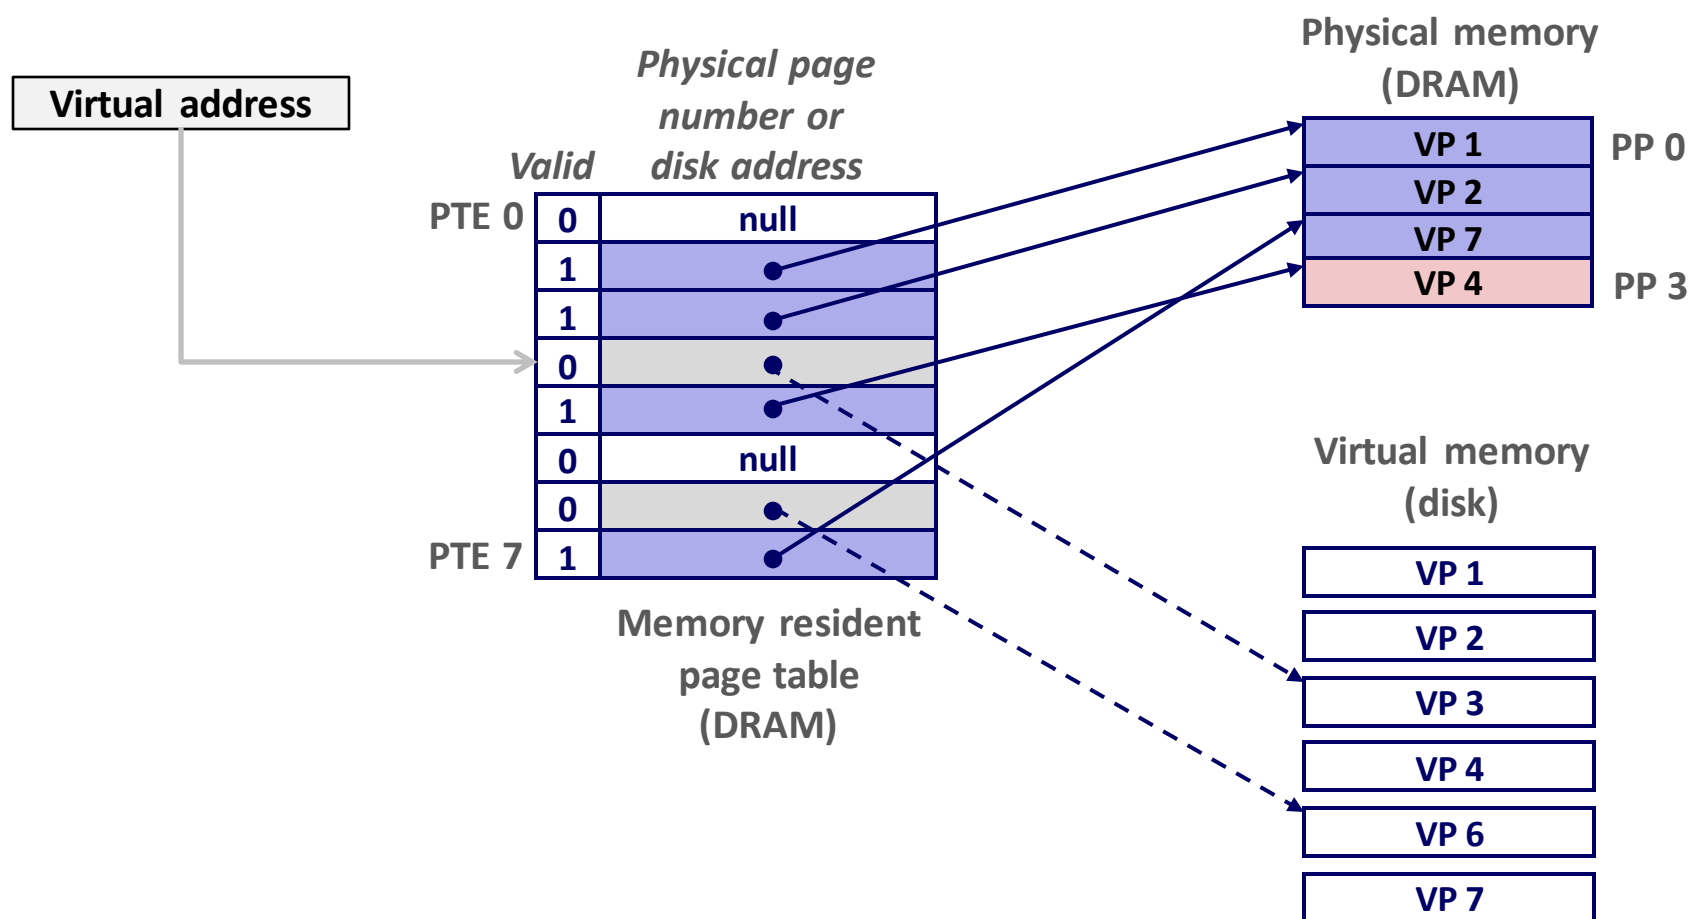 Virtual address
Physical page
number or
disk address
Valid
PTE 0
0 null
1
1
0
1
0 null
0
PTE 7 1
Memory resident
page table
(DRAM)
Physical memory
(DRAM)
VP 1 PP 0
VP 2
VP 7
VP 4 PP 3
Virtual memory
(disk)
VP 1
VP 2
VP 3
VP 4
VP 6
VP 7